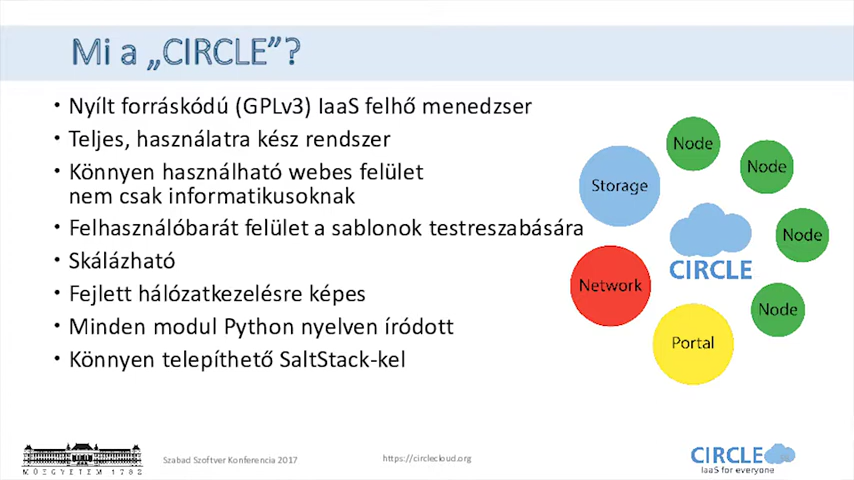 Mi a „CIRCLE”?
• Nyílt forráskódú (GPLv3) IaaS felhő menedzser
• Teljes, használatra kész rendszer
• Könnyen használható webes felület
nem csak informatikusoknak
• Felhasználóbarát felület a sablonok testreszabására
• Skálázható
• Fejlett hálózatkezelésre képes
• Minden modul Python nyelven íródott
• Könnyen telepíthető SaltStack-kel
Node
Node
Storage
Node
CIRCLE
Network
Node
Portal
MŰEGYETEM 1782
Szabad Szoftver Konferencia 2017
https://circlecloud.org
CIRCLE
IaaS for everyone